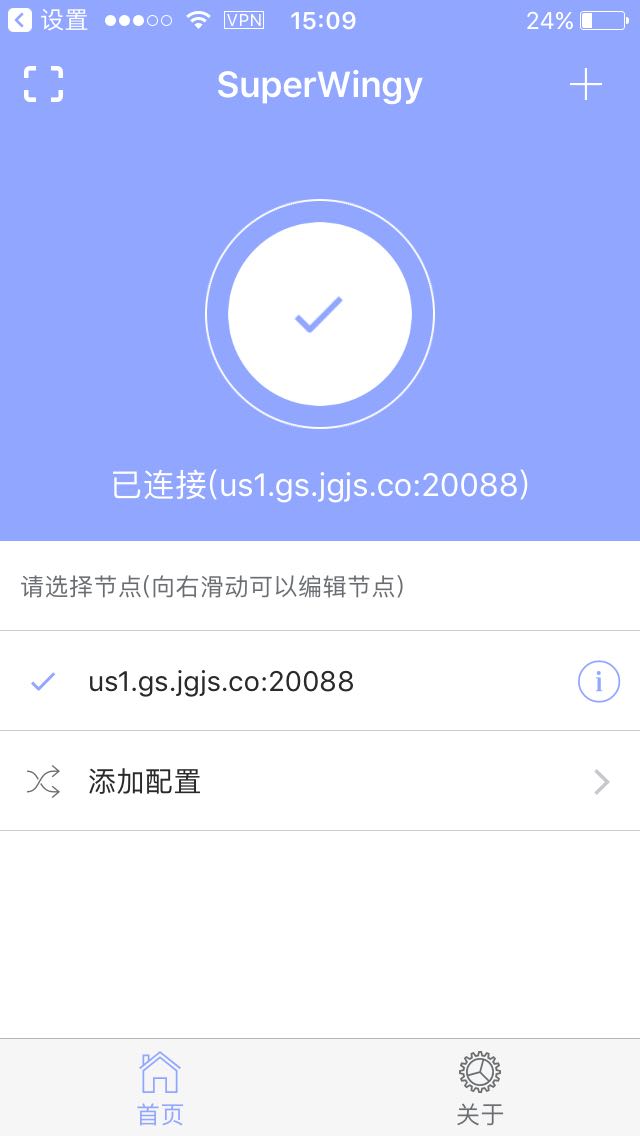 设置 VPN 15:09 24%
SuperWingy
已连接(us1.gs.jgjs.co:20088)
请选择节点(向右滑动可以编辑节点)
us1.gs.jgjs.co:20088 i
添加配置
首页 关于